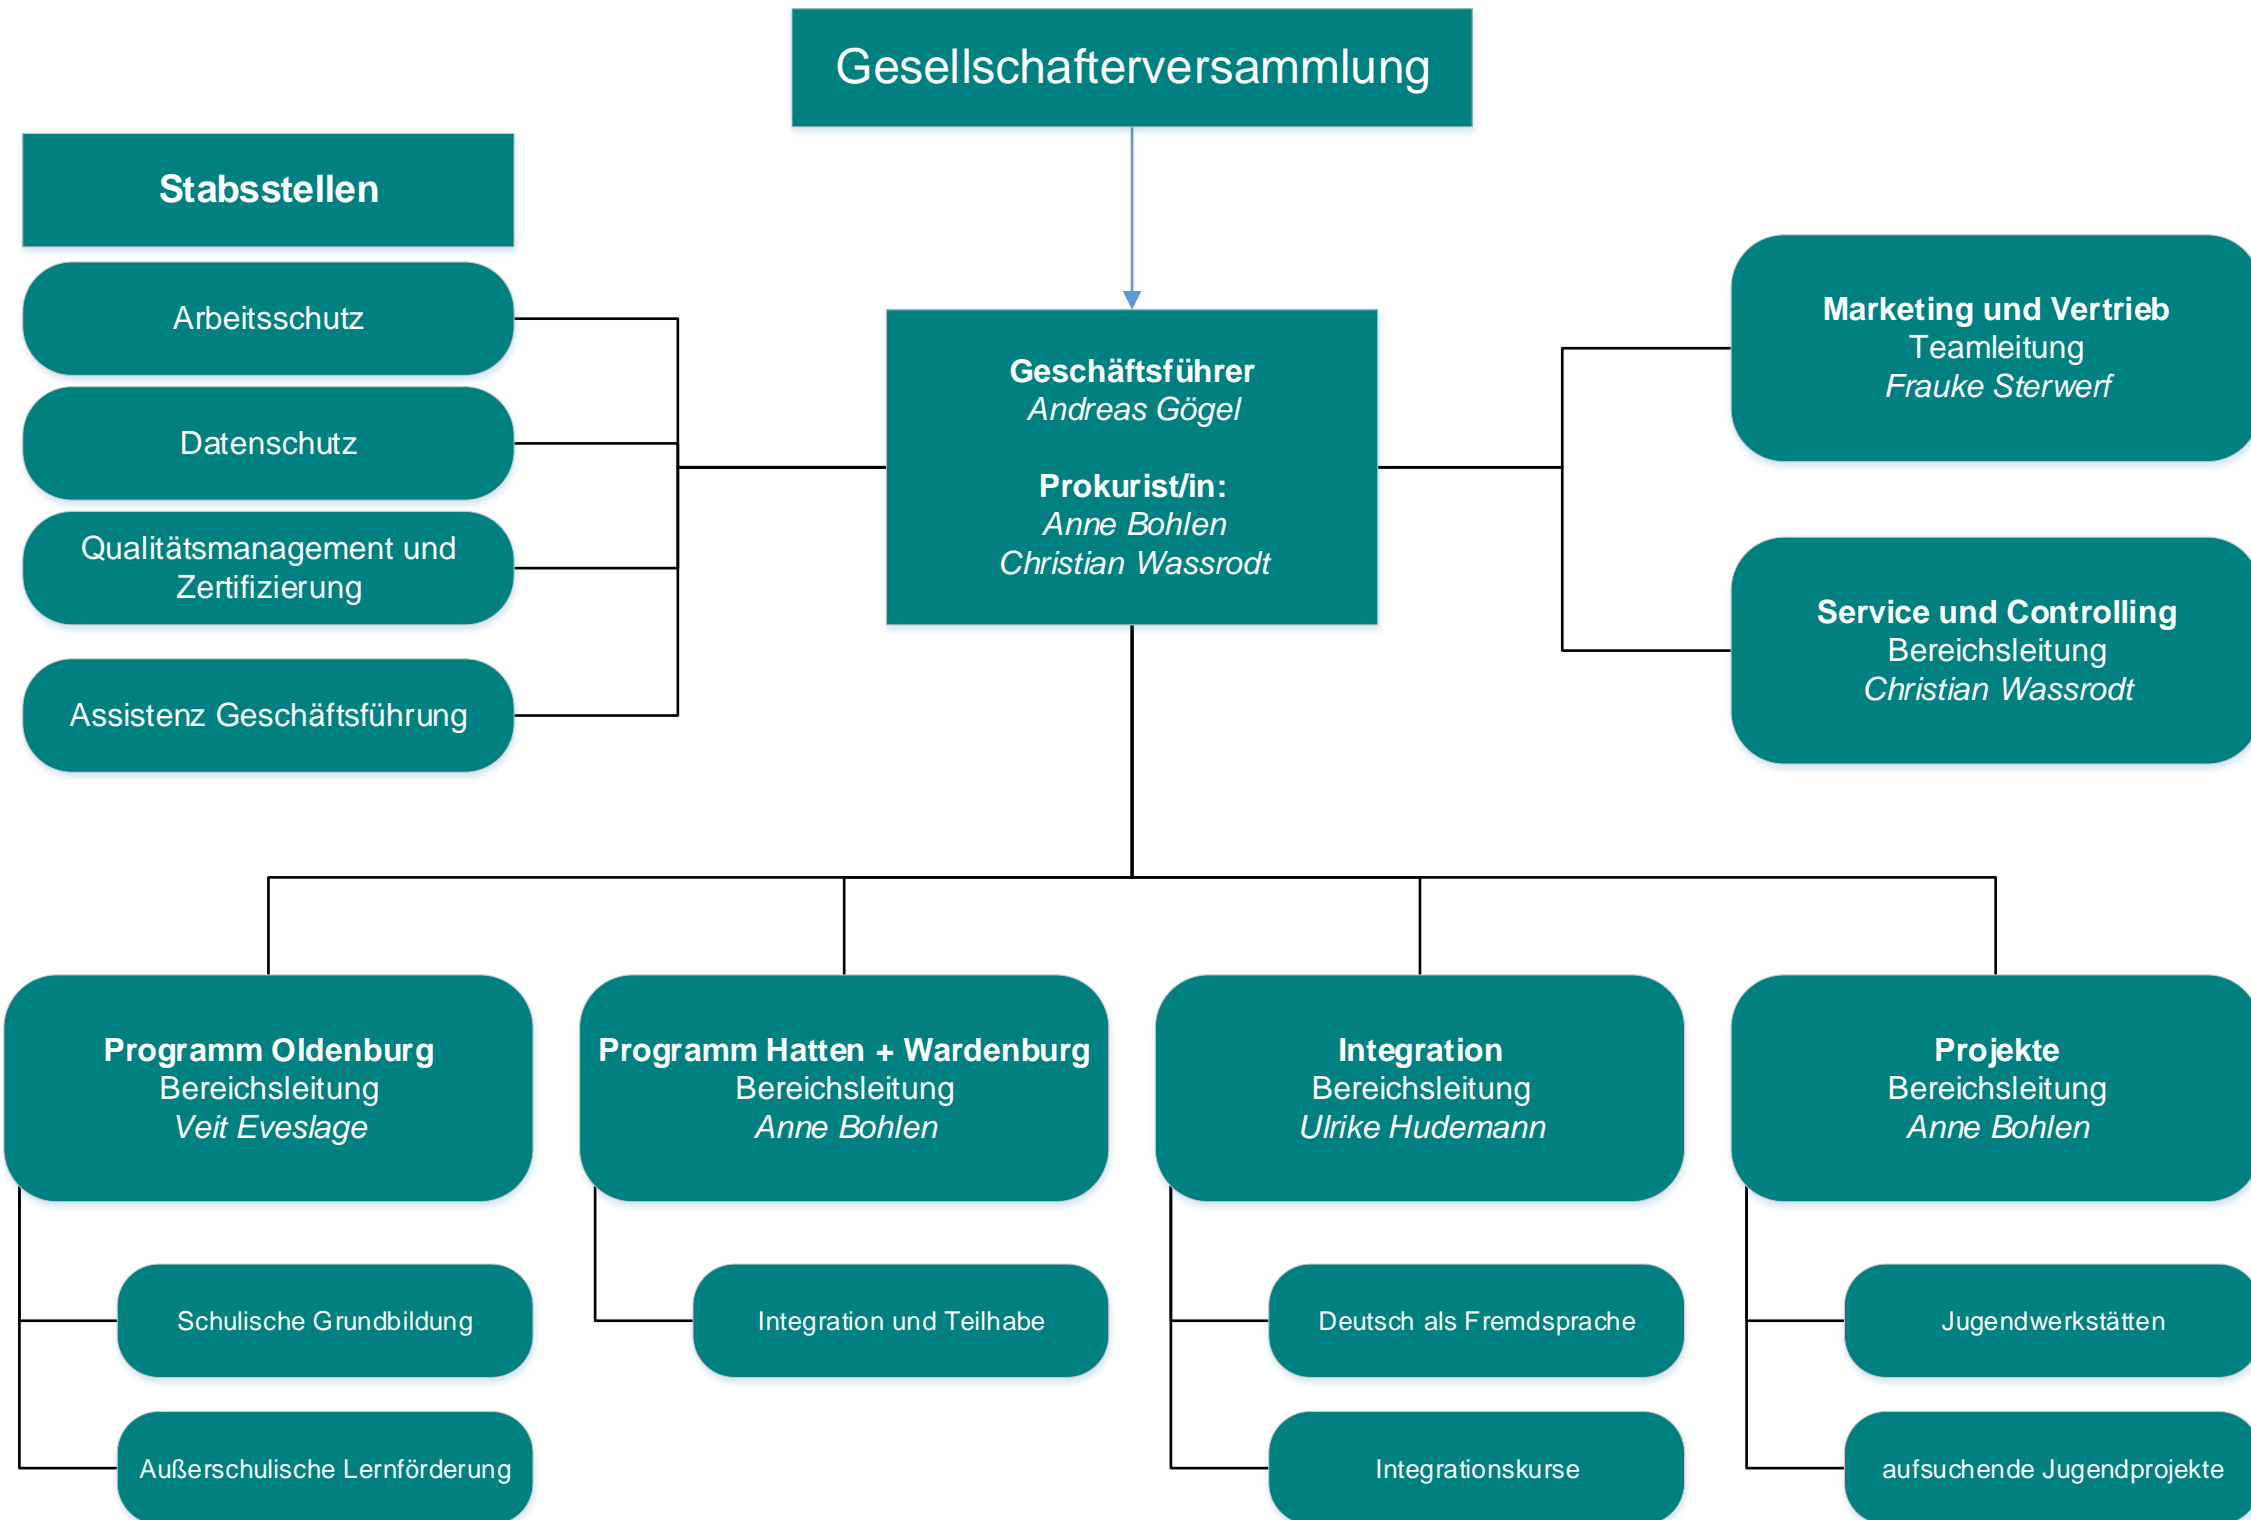 Gesellschafterversammlung
Stabsstellen
Arbeitsschutz
Datenschutz
Qualitätsmanagement und
Zertifizierung
Assistenz Geschäftsführung
Geschäftsführer
Andreas Gögel
Prokurist/in:
Anne Bohlen
Christian Wassrodt
Marketing und Vertrieb
Teamleitung
Frauke Sterwerf
Service und Controlling
Bereichsleitung
Christian Wassrodt
Programm Oldenburg
Bereichsleitung
Veit Eveslage
Schulische Grundbildung
Außerschulische Lernförderung
Programm Hatten + Wardenburg
Bereichsleitung
Anne Bohlen
Integration und Teilhabe
Integration
Bereichsleitung
Ulrike Hudemann
Deutsch als Fremdsprache
Integrationskurse
Projekte
Bereichsleitung
Anne Bohlen
Jugendwerkstätten
aufsuchende Jugendprojekte